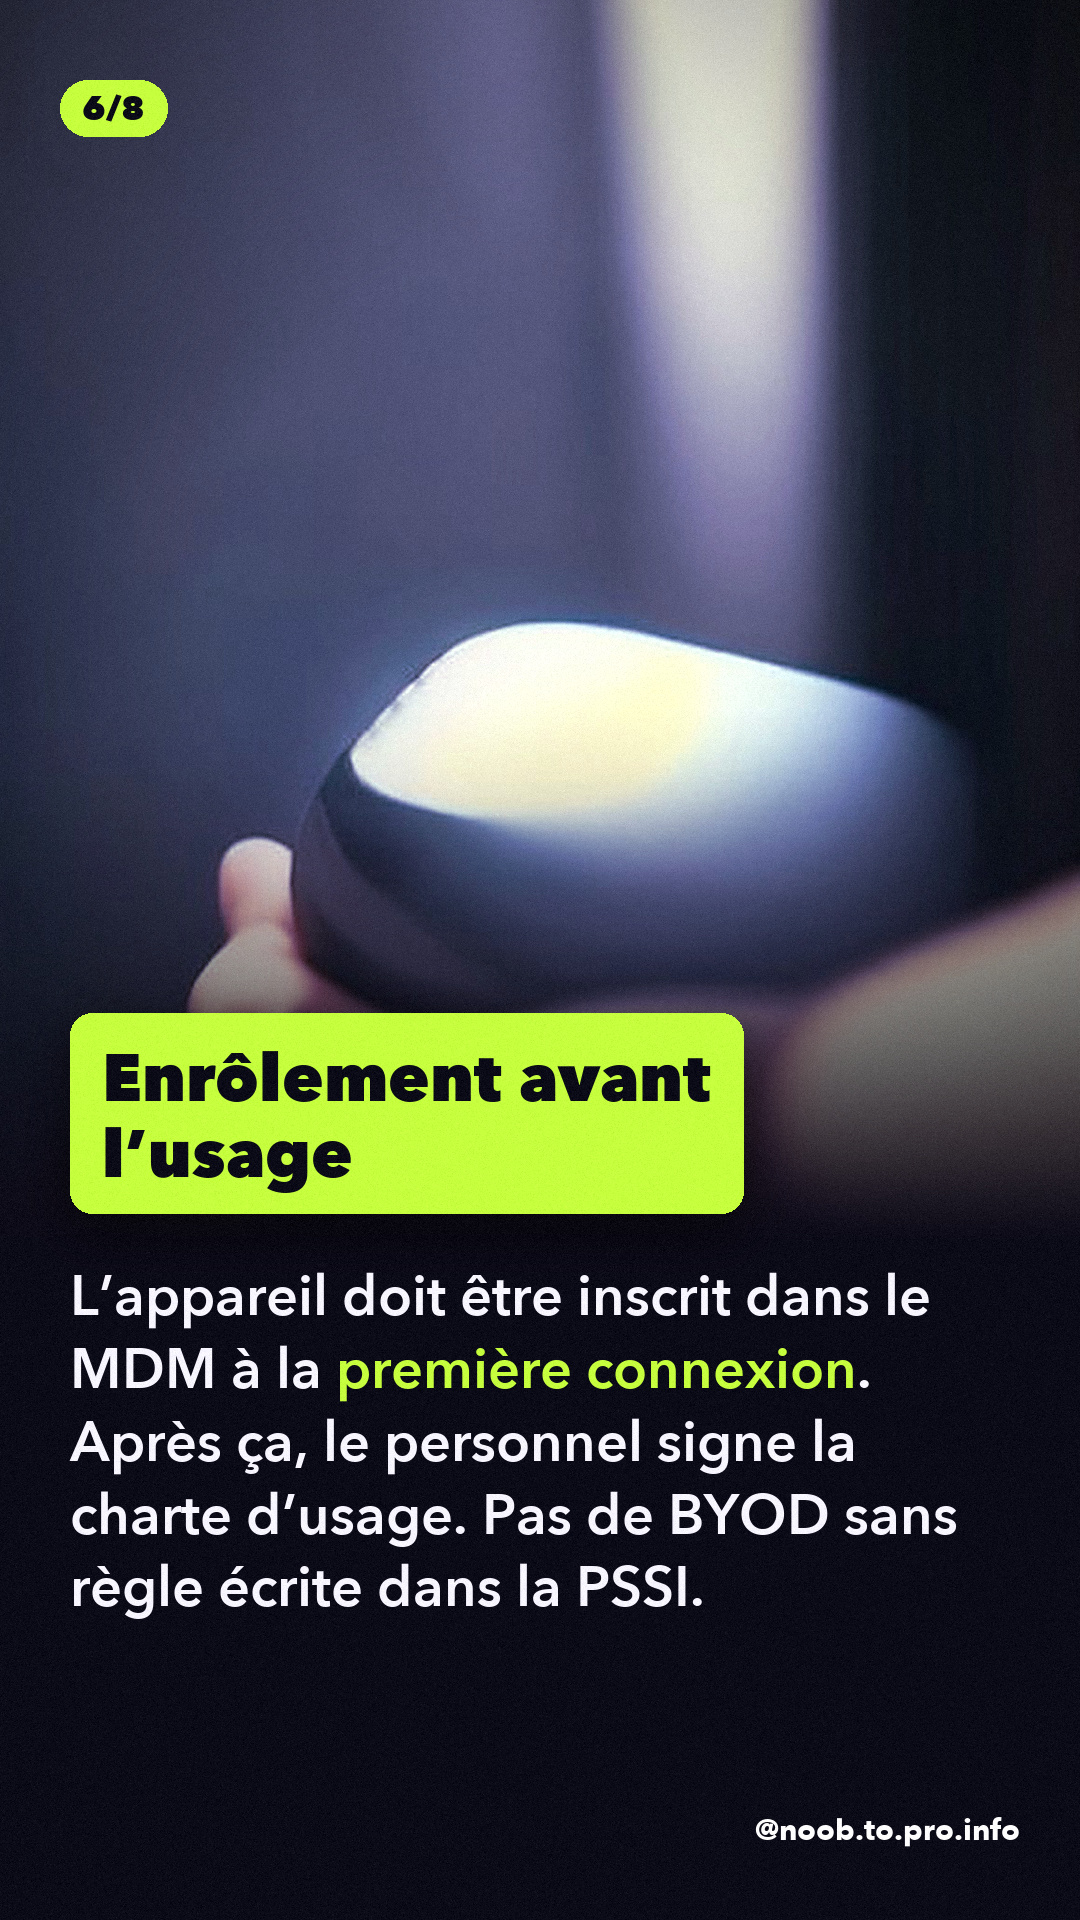 6/8
Enrôlement avant
l’usage
L’appareil doit être inscrit dans le
MDM à la première connexion.
Après ça, le personnel signe la
charte d’usage. Pas de BYOD sans
règle écrite dans la PSSI.
@noob.to.pro.info